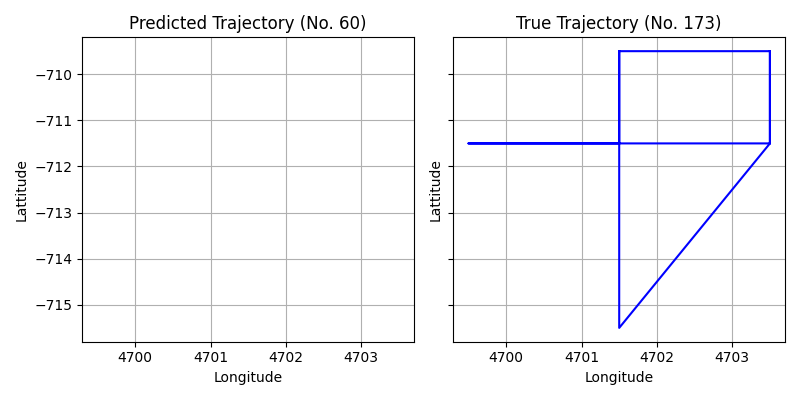 Predicted Trajectory (No. 60)
True Trajectory (No. 173)
−710
−711
−712
−713
−714
−715
Lattitude
Lattitude
4700
4701
4702
4703
4700
4701
4702
4703
Longitude
Longitude